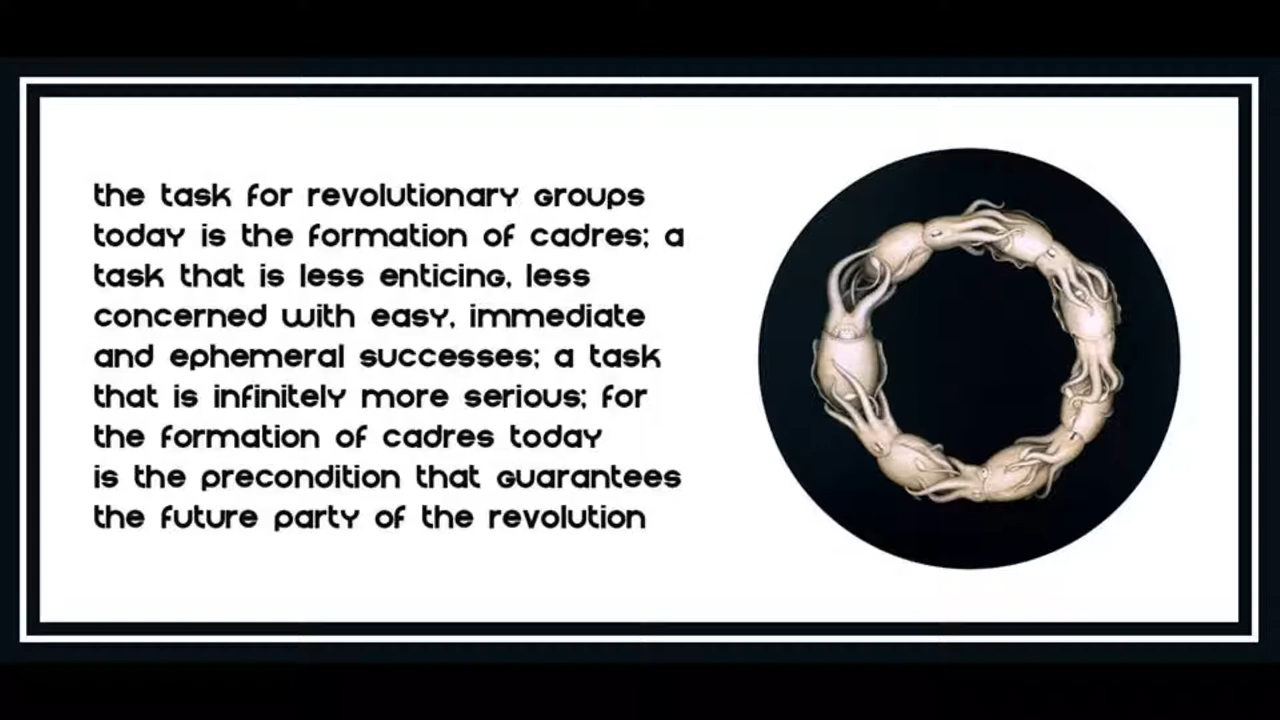 the task for revolutionary groups
today is the formation of cadres; a
task that is less enticing, less
concerned with easy, immediate
and ephemeral successes; a task
that is infinitely more serious; for
the formation of cadres today
is the precondition that guarantees
the future party of the revolution